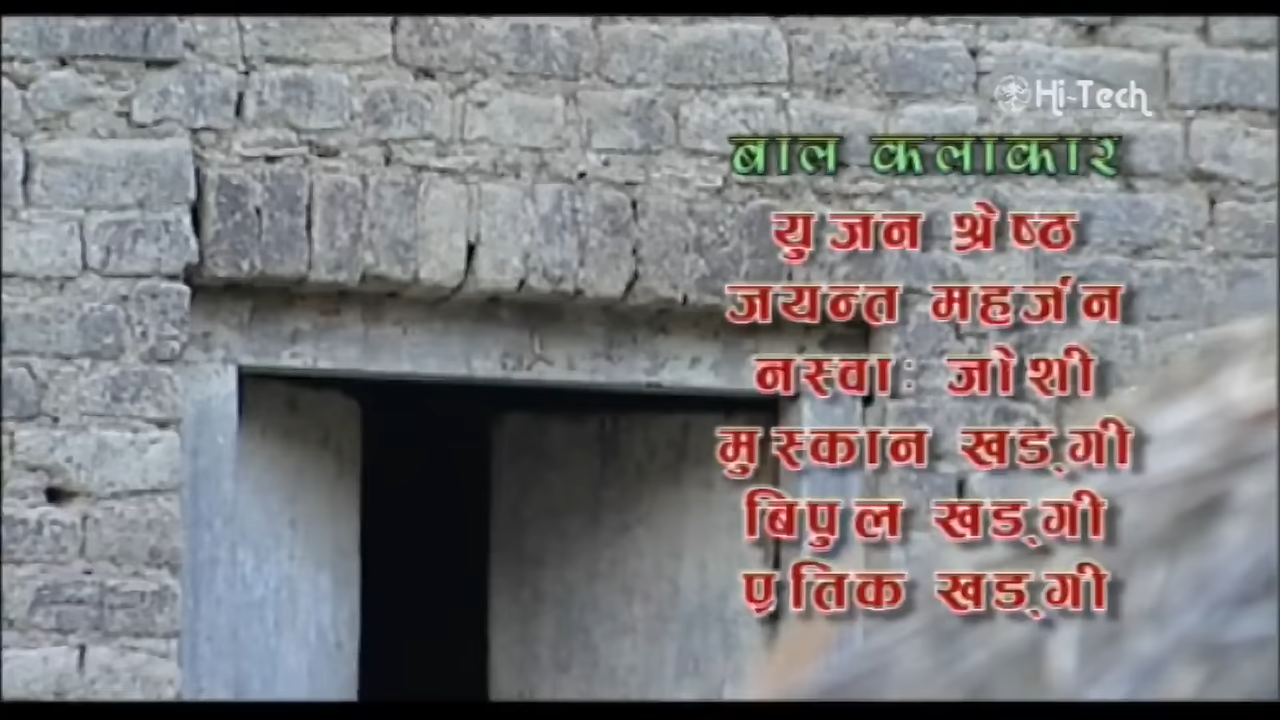 Hi-Tech
बाल कलाकार
युजन श्रेष्ठ
जयन्त महर्जन
नस्वाः जोशी
मुस्कान खड्गी
बिपुल खड्गी
प्रतिक खड्गी